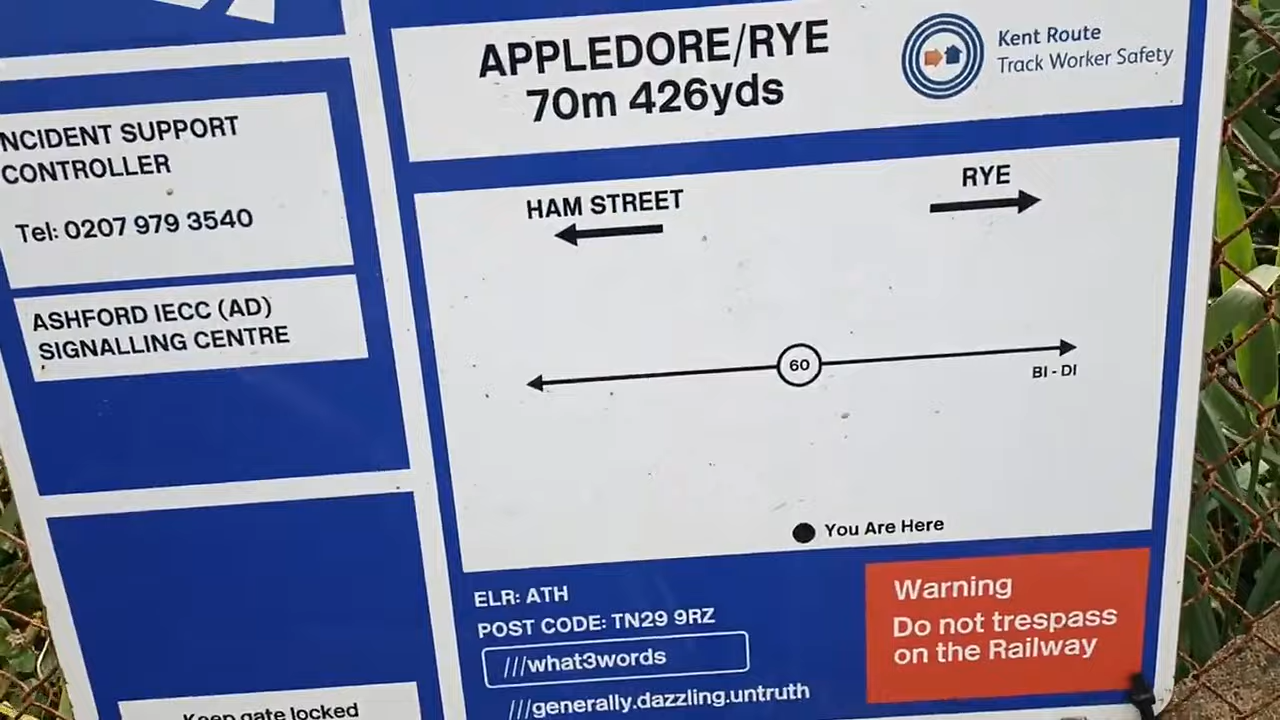 APPLEDORE/RYE
70m 426yds
Kent Route
Track Worker Safety
NCIDENT SUPPORT
CONTROLLER
Tel: 0207 979 3540
ASHFORD IECC (AD)
SIGNALLING CENTRE
HAM STREET
RYE
60
BI - DI
You Are Here
ELR: ATH
POST CODE: TN29 9RZ
///what3words
///generally.dazzling.untruth
Warning
Do not trespass
on the Railway
Keep gate locked